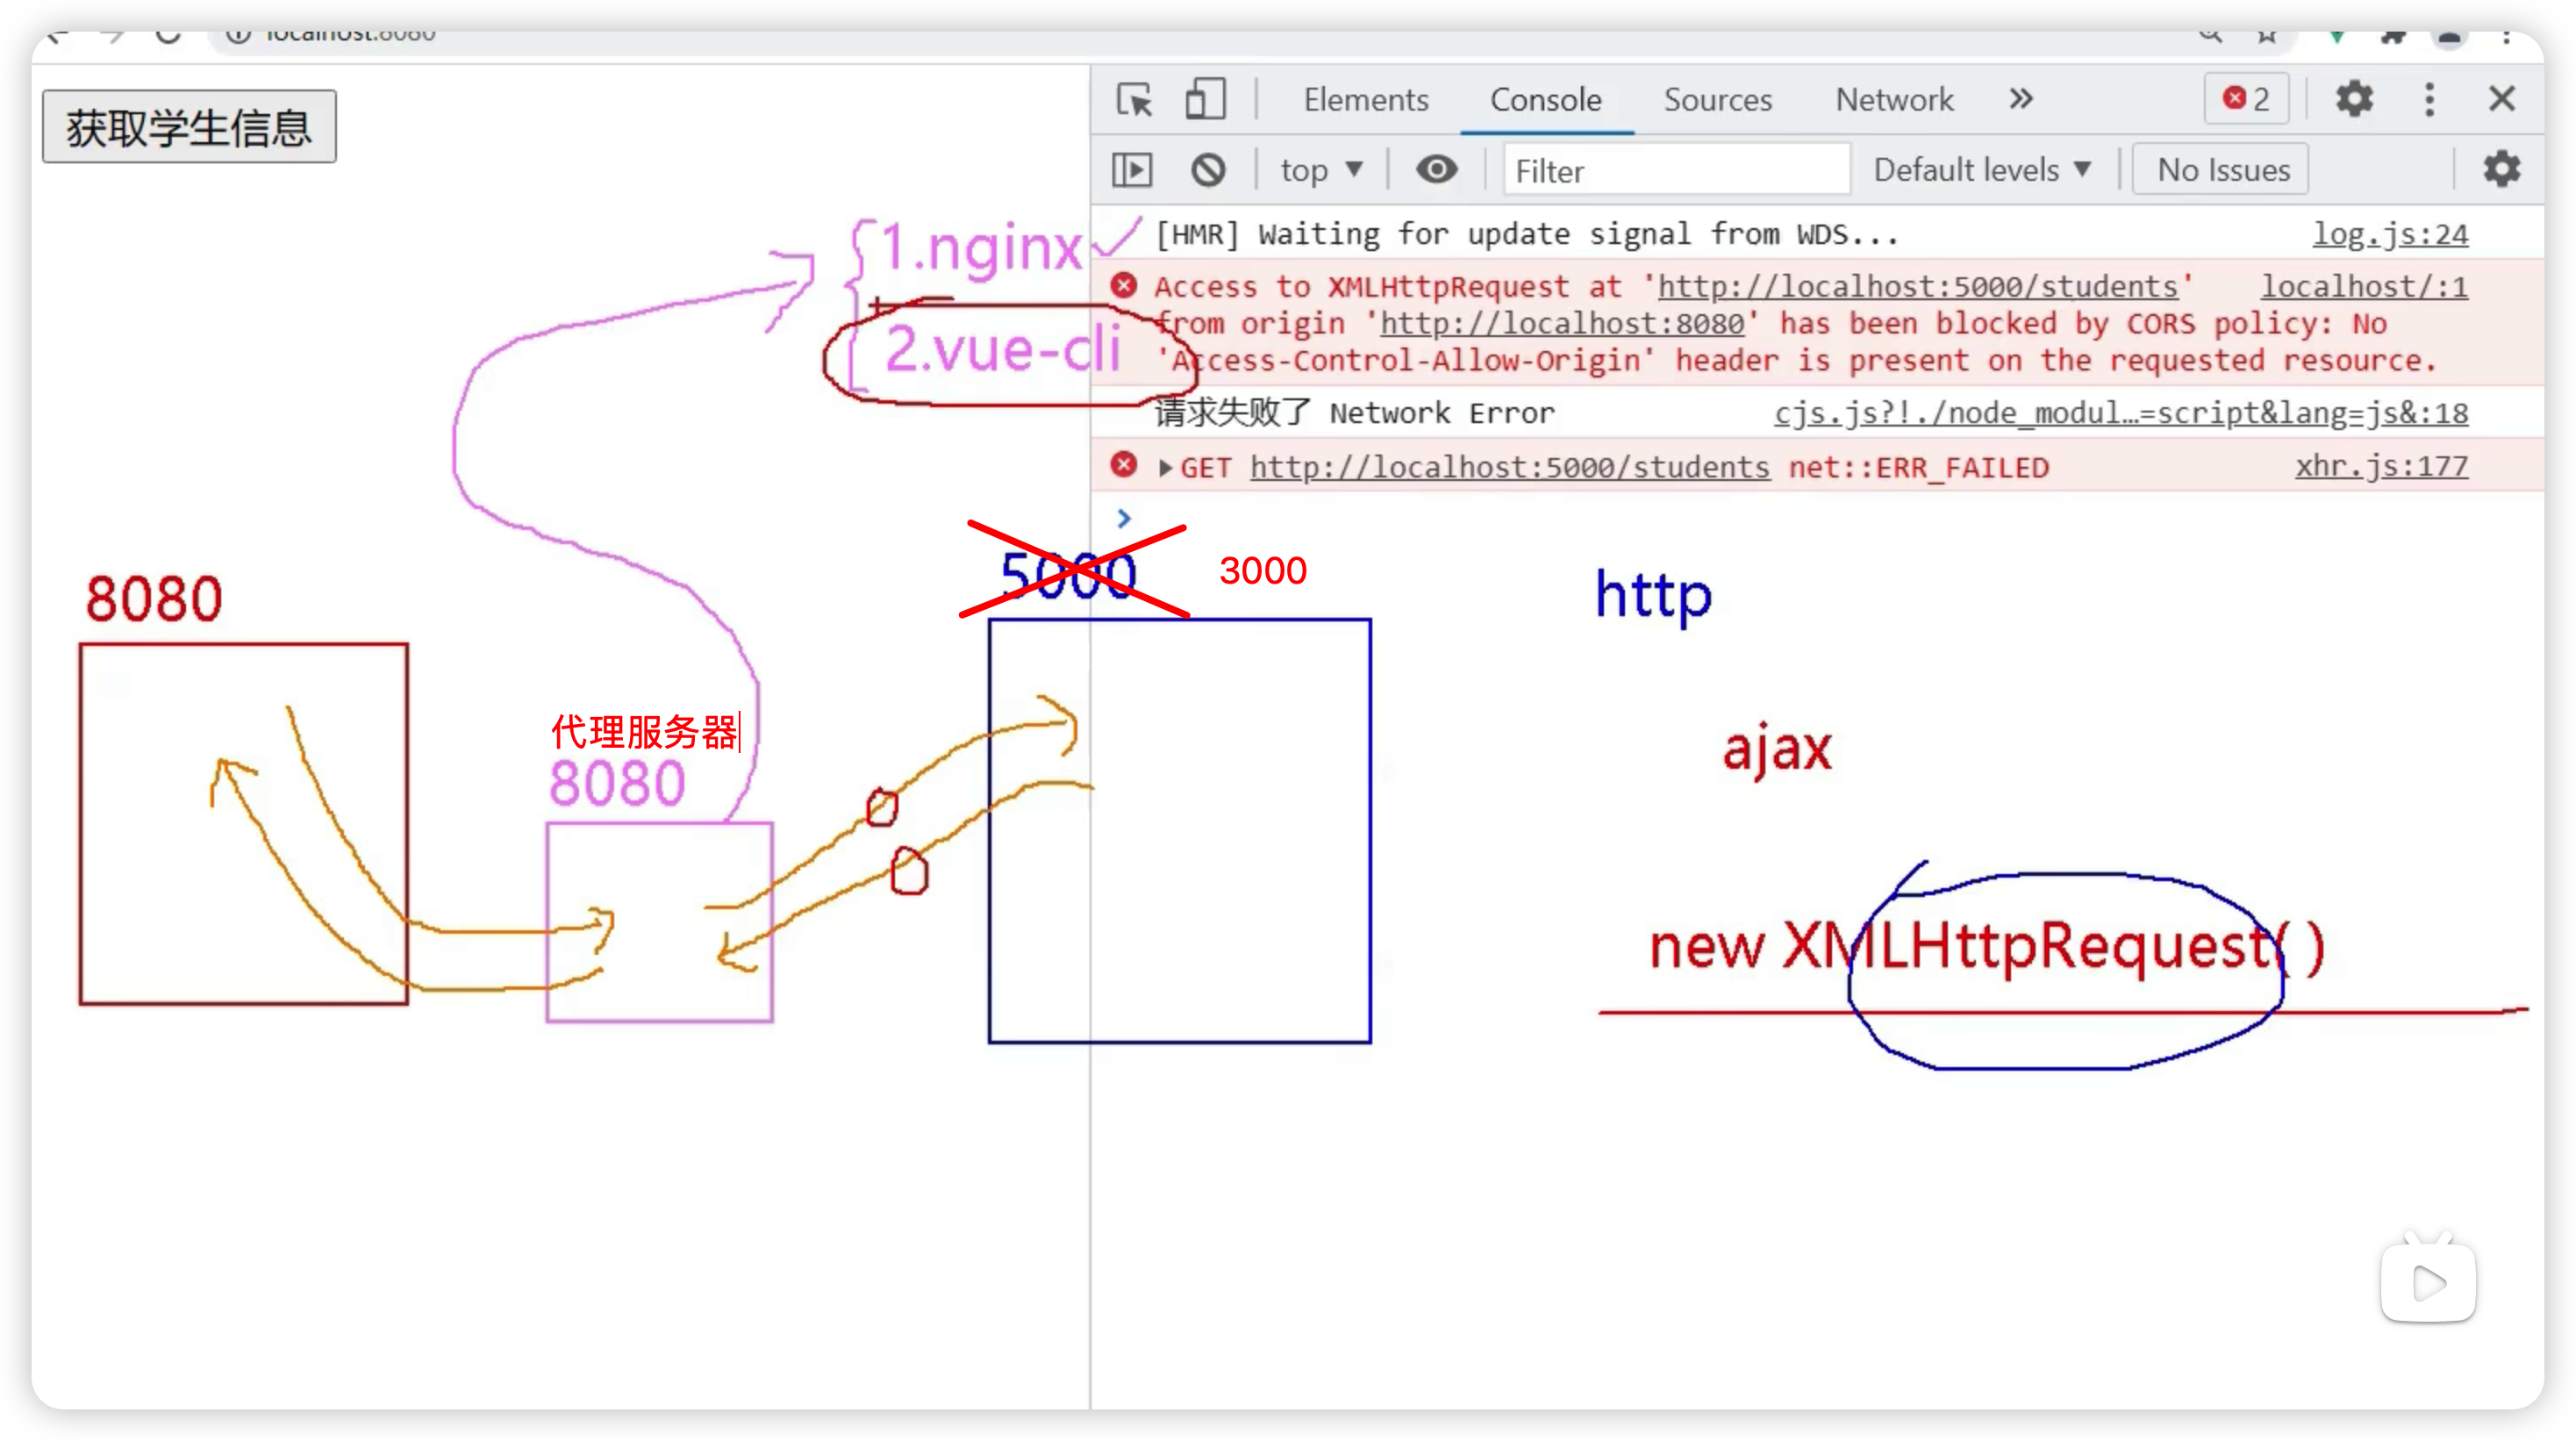 localhost:8080
获取学生信息
Elements Console Sources Network 2
top Filter Default levels No Issues
[HMR] Waiting for update signal from WDS... log.js:24
Access to XMLHttpRequest at 'http://localhost:5000/students' localhost/:1
from origin 'http://localhost:8080' has been blocked by CORS policy: No
'Access-Control-Allow-Origin' header is present on the requested resource.
请求失败了 Network Error cjs.js?!./node_modul…=script&lang=js&:18
GET http://localhost:5000/students net::ERR_FAILED xhr.js:177
1.nginx
2.vue-cli
8080
代理服务器
8080
5000
3000
http
ajax
new XMLHttpRequest( )